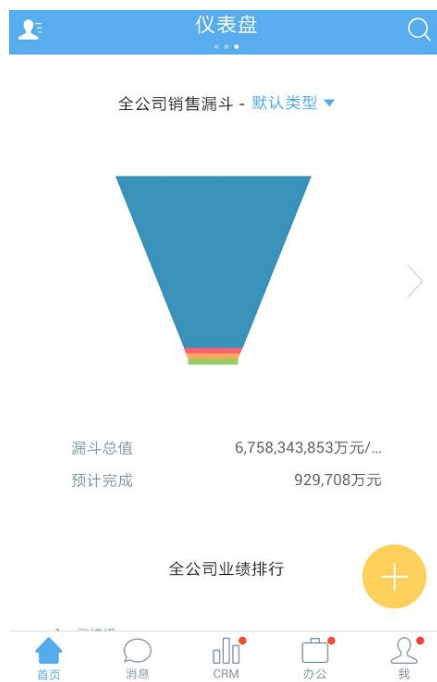 仪表盘
全公司销售漏斗 - 默认类型
漏斗总值 6,758,343,853万元/...
预计完成 929,708万元
全公司业绩排行
首页 消息 CRM 办公 我